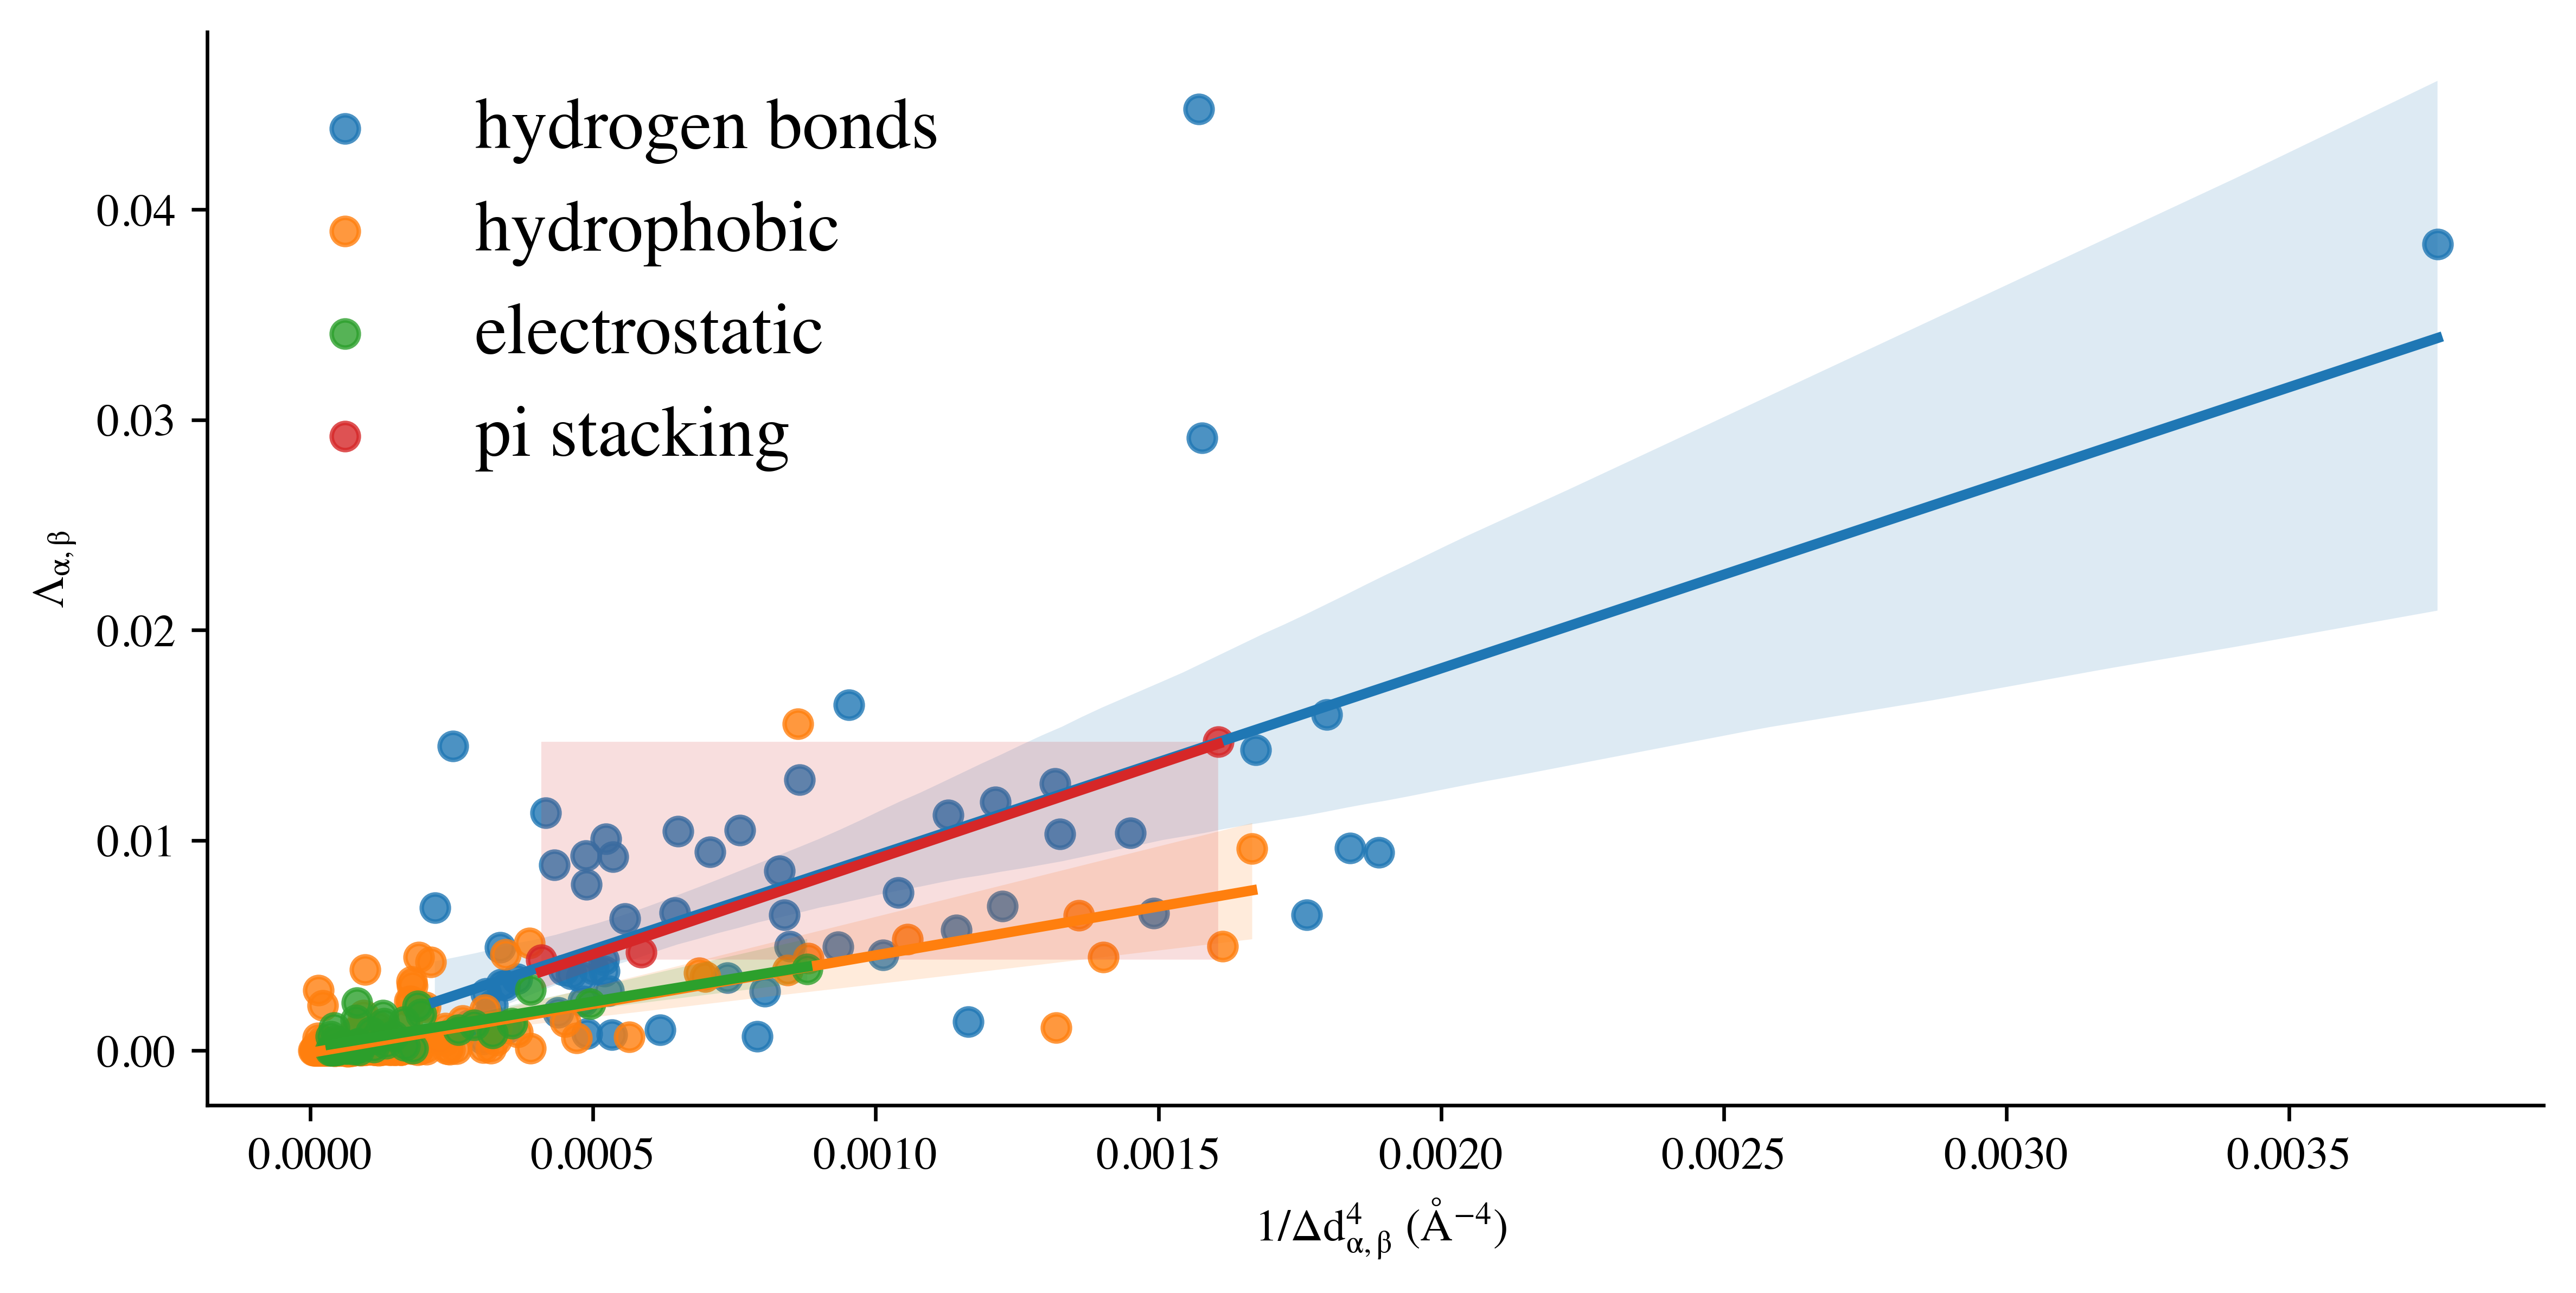 hydrogen bonds
hydrophobic
electrostatic
pi stacking
0.04
0.03
0.02
0.01
0.00
Λα, β
0.0000 0.0005 0.0010 0.0015 0.0020 0.0025 0.0030 0.0035
1/Δd⁴α, β (Å⁻⁴)